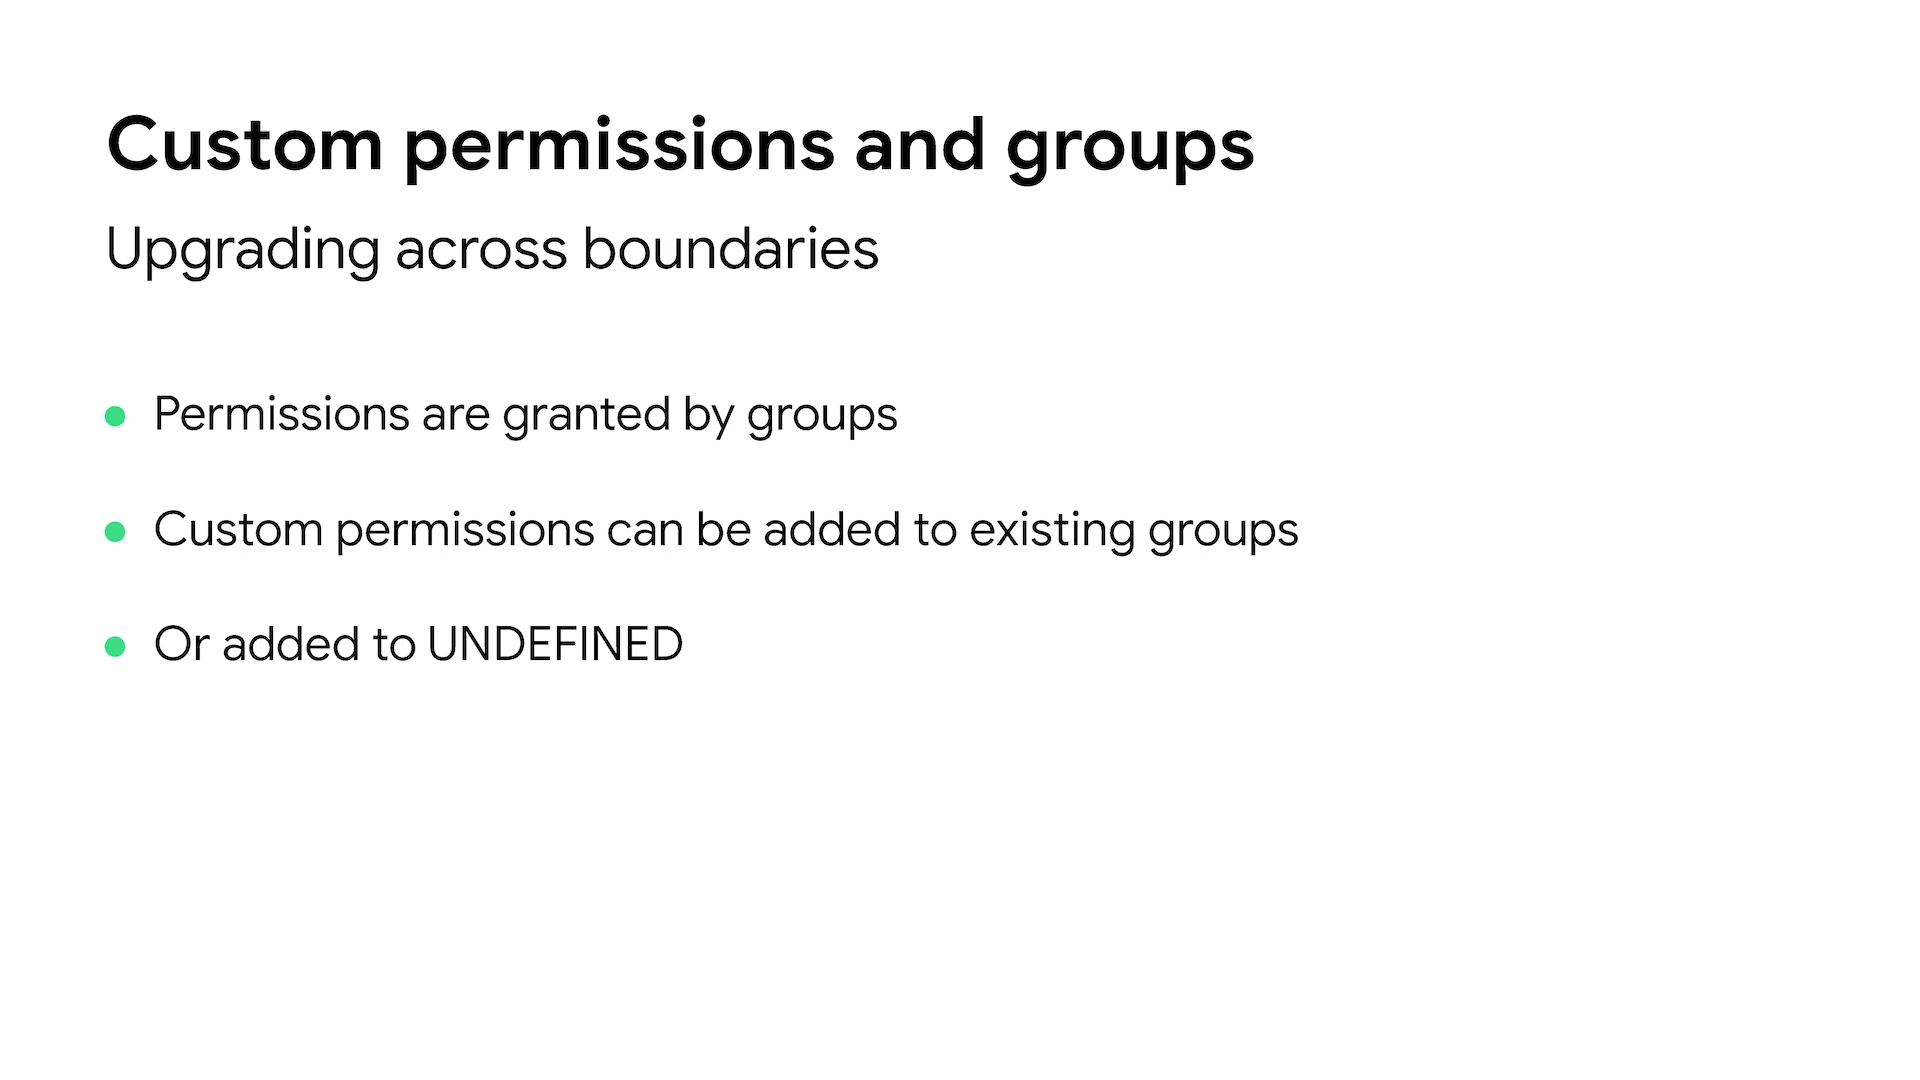 Custom permissions and groups
Upgrading across boundaries
Permissions are granted by groups
Custom permissions can be added to existing groups
Or added to UNDEFINED